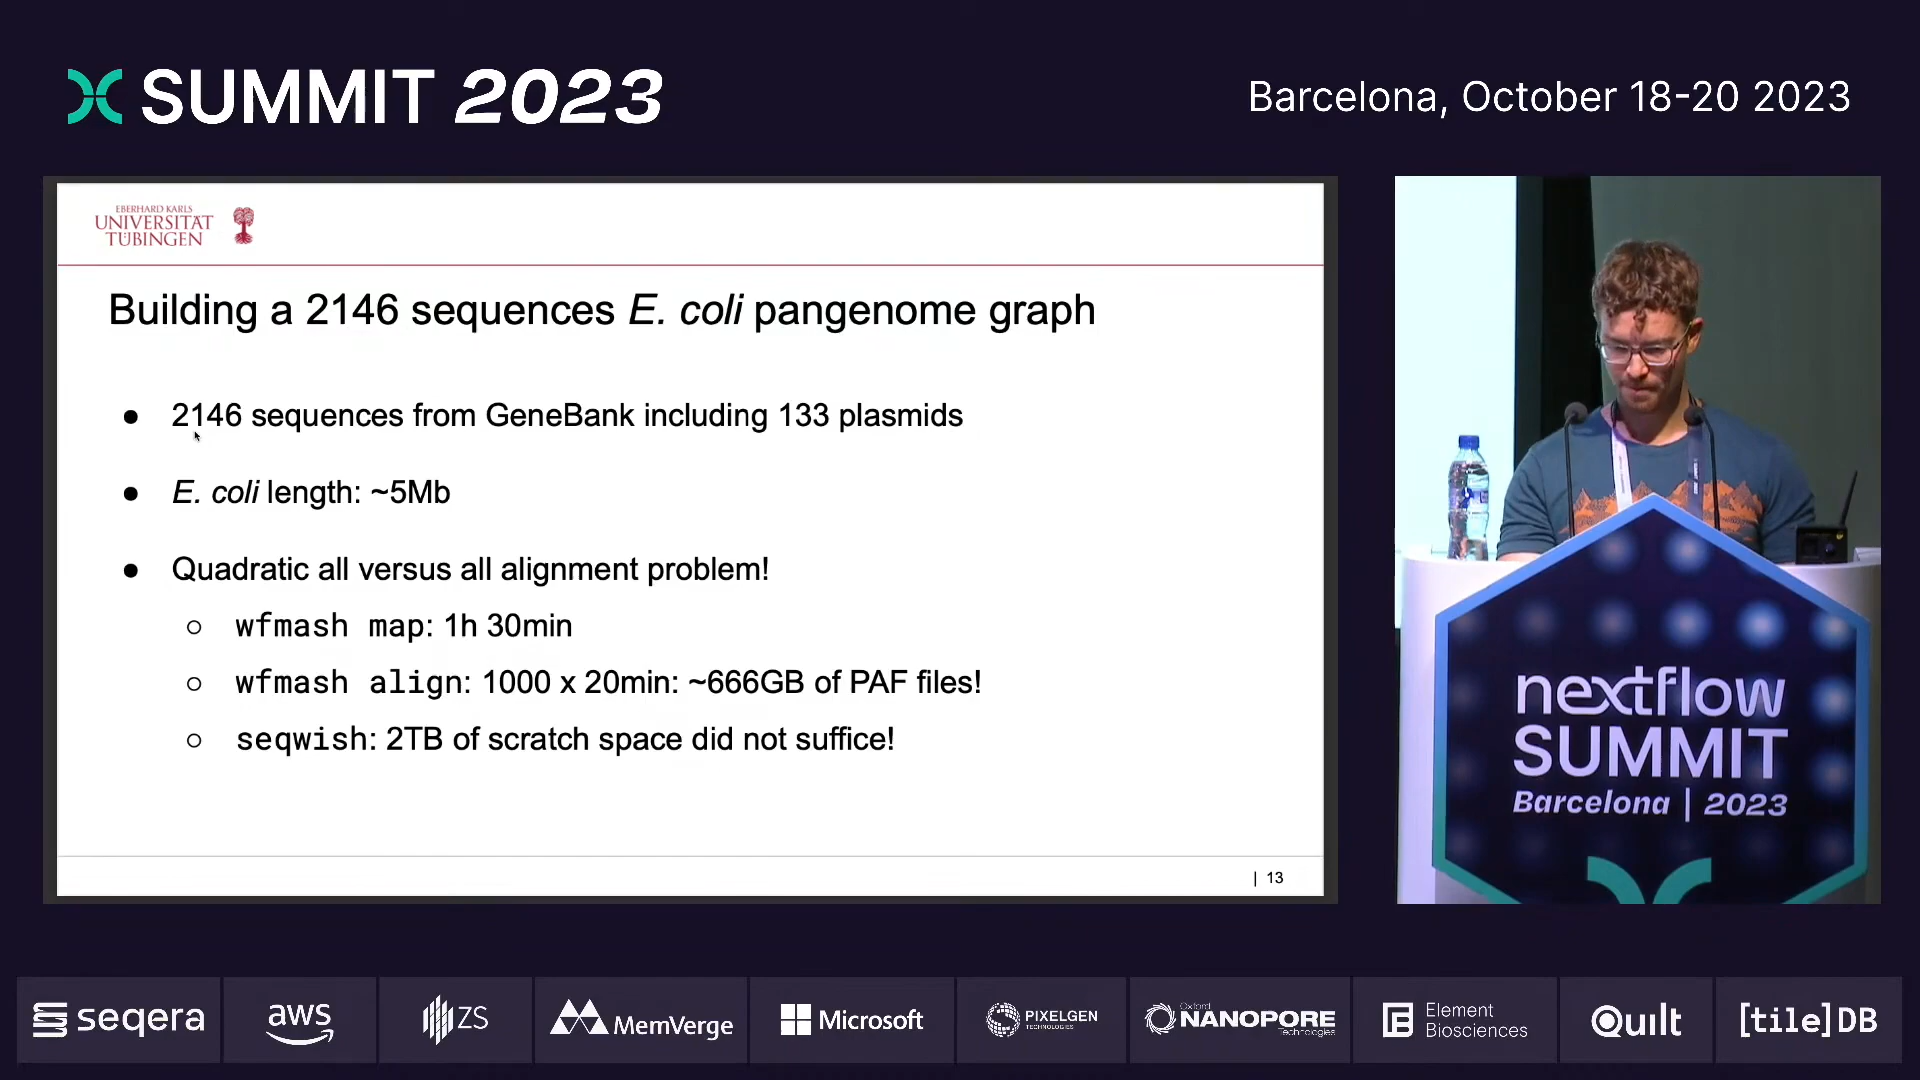 SUMMIT 2023
Barcelona, October 18-20 2023
EBERHARD KARLS
UNIVERSITÄT
TÜBINGEN
Building a 2146 sequences E. coli pangenome graph
● 2146 sequences from GeneBank including 133 plasmids
● E. coli length: ~5Mb
● Quadratic all versus all alignment problem!
○ wfmash map: 1h 30min
○ wfmash align: 1000 x 20min: ~666GB of PAF files!
○ seqwish: 2TB of scratch space did not suffice!
| 13
nextflow
SUMMIT
Barcelona | 2023
seqera
aws
ZS
MemVerge
Microsoft
PIXELGEN
TECHNOLOGIES
Oxford
NANOPORE
Technologies
Element
Biosciences
Quilt
[tile]DB